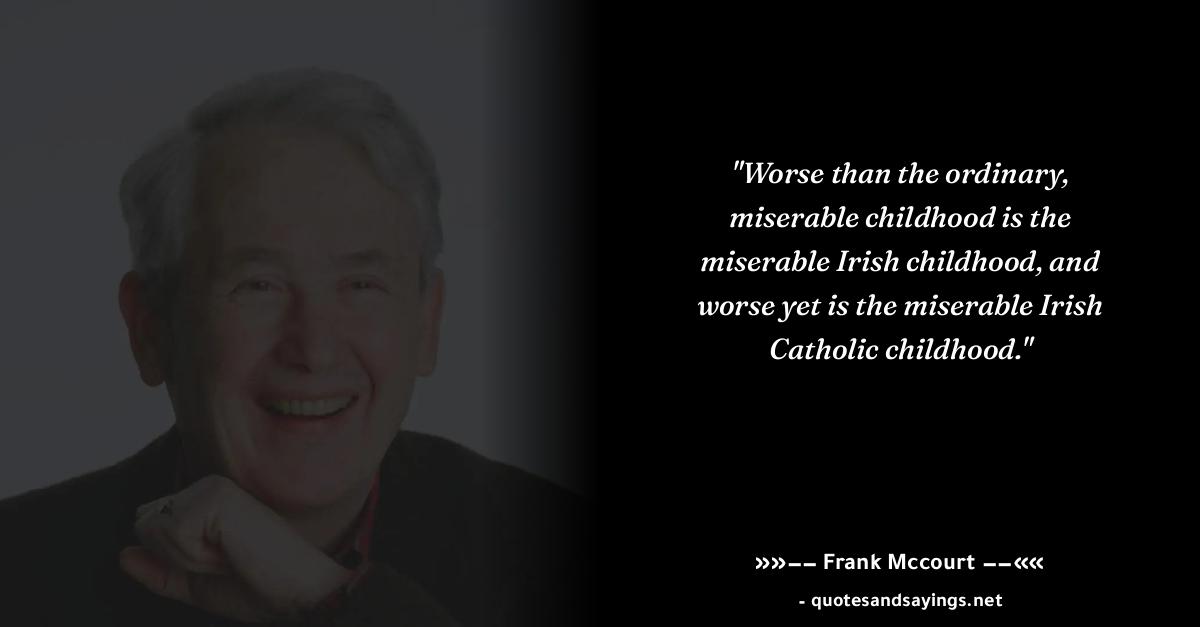 "Worse than the ordinary,
miserable childhood is the
miserable Irish childhood, and
worse yet is the miserable Irish
Catholic childhood."
»»–– Frank Mccourt ––««
- quotesandsayings.net